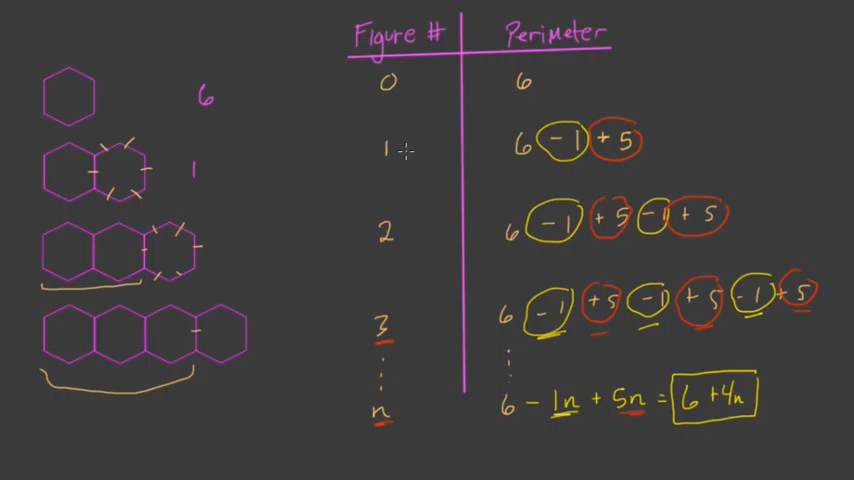 Figure # Perimeter
6 0 6
1 1 6 -1 +5
2 6 -1 +5 -1 +5
3 6 -1 +5 -1 +5 -1 +5
n 6 - 1n + 5n = 6 +4n